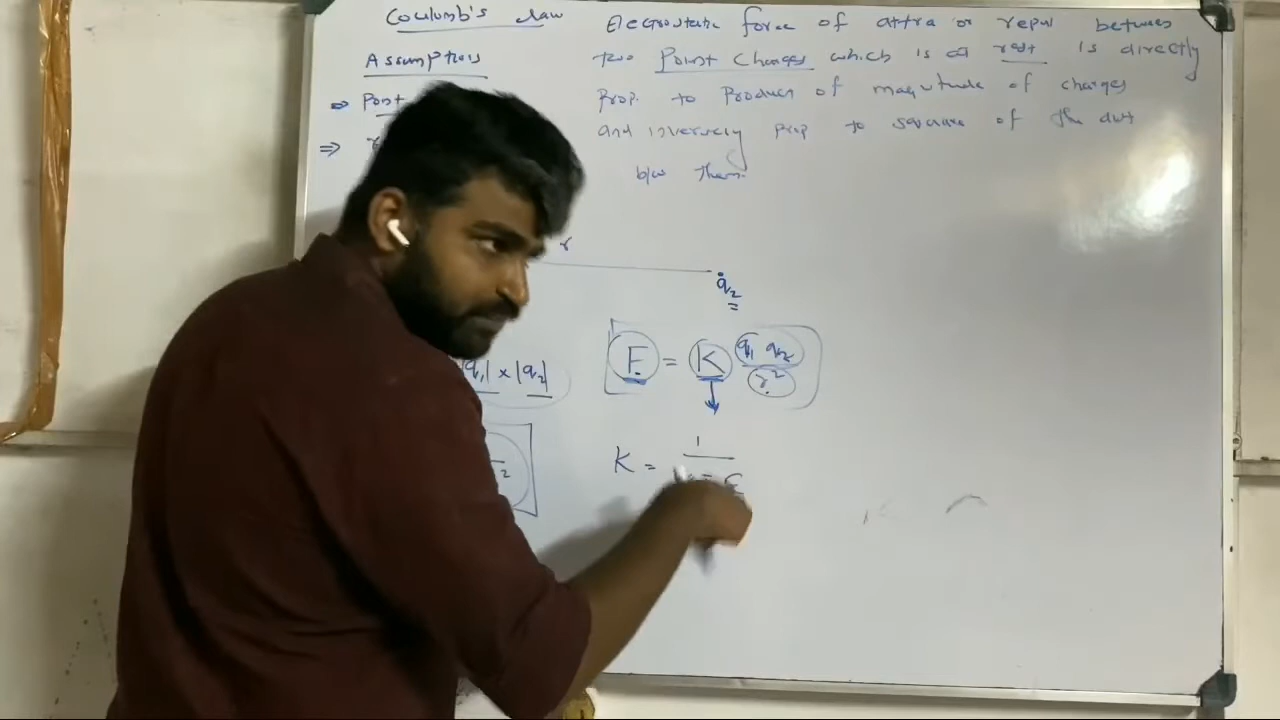 Coulomb's law
Assumptions
⇒ Point
⇒
Electrostatic force of attra or repul between
two Point Charges which is at rest is directly
Prop. to Product of magnitude of charges
and inversely prop to square of the dist
b/w them.
r
q2
|q1| × |q2|
F = K q1 q2 / r²
2
K = 1